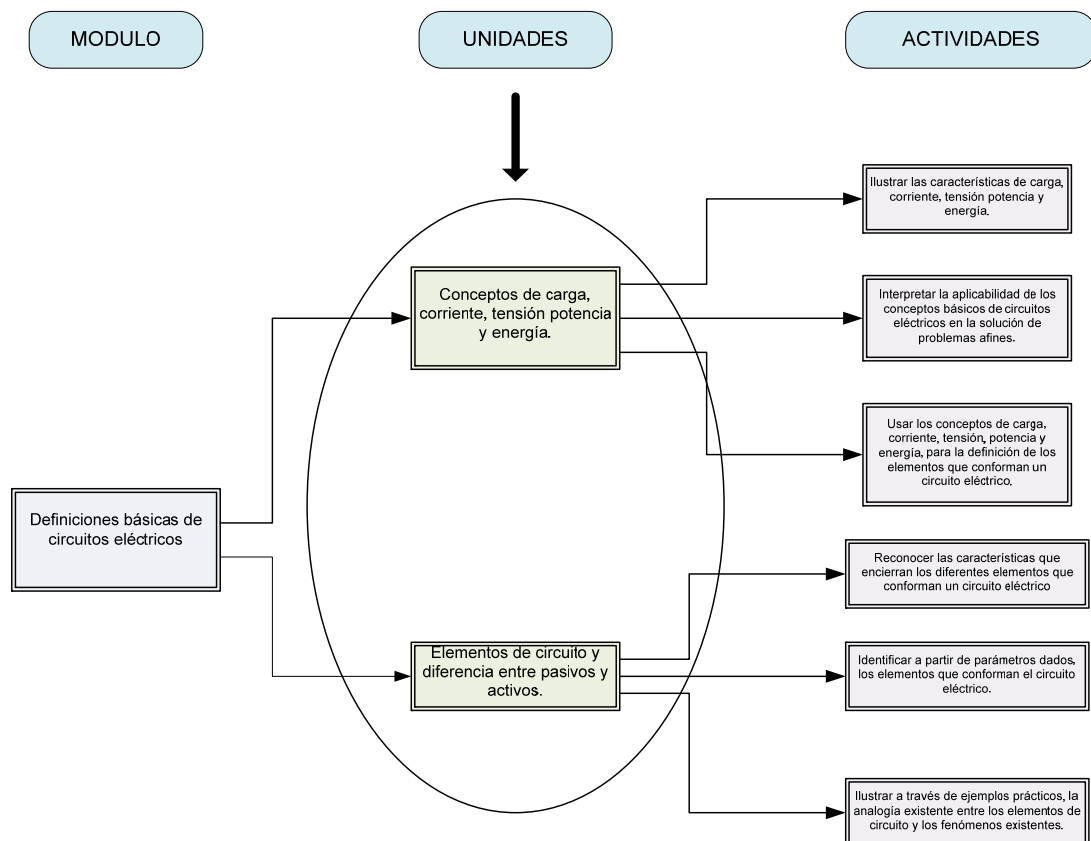 MODULO
UNIDADES
ACTIVIDADES
Ilustrar las características de carga,
corriente, tensión potencia y
energía.
Conceptos de carga,
corriente, tensión potencia
y energía.
Interpretar la aplicabilidad de los
conceptos básicos de circuitos
eléctricos en la solución de
problemas afines.
Usar los conceptos de carga,
corriente, tensión, potencia y
energía, para la definición de los
elementos que conforman un
circuito eléctrico.
Definiciones básicas de
circuitos eléctricos
Reconocer las características que
encierran los diferentes elementos que
conforman un circuito eléctrico
Elementos de circuito y
diferencia entre pasivos y
activos.
Identificar a partir de parámetros dados,
los elementos que conforman el circuito
eléctrico.
Ilustrar a través de ejemplos prácticos, la
analogía existente entre los elementos de
circuito y los fenómenos existentes.